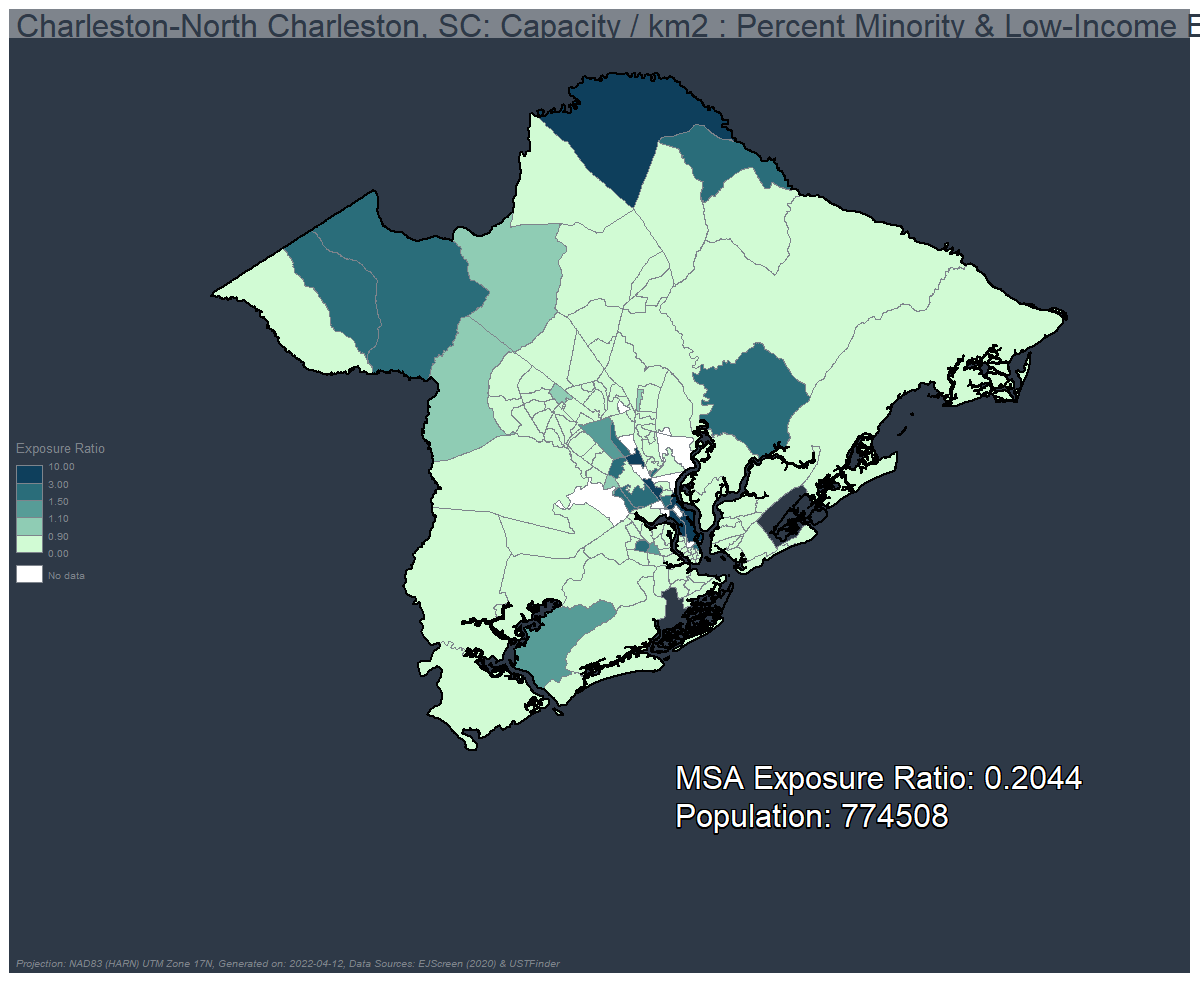 Charleston-North Charleston, SC: Capacity / km2 : Percent Minority & Low-Income E
Exposure Ratio
10.00
3.00
1.50
1.10
0.90
0.00
No data
MSA Exposure Ratio: 0.2044
Population: 774508
Projection: NAD83 (HARN) UTM Zone 17N, Generated on: 2022-04-12, Data Sources: EJScreen (2020) & USTFinder